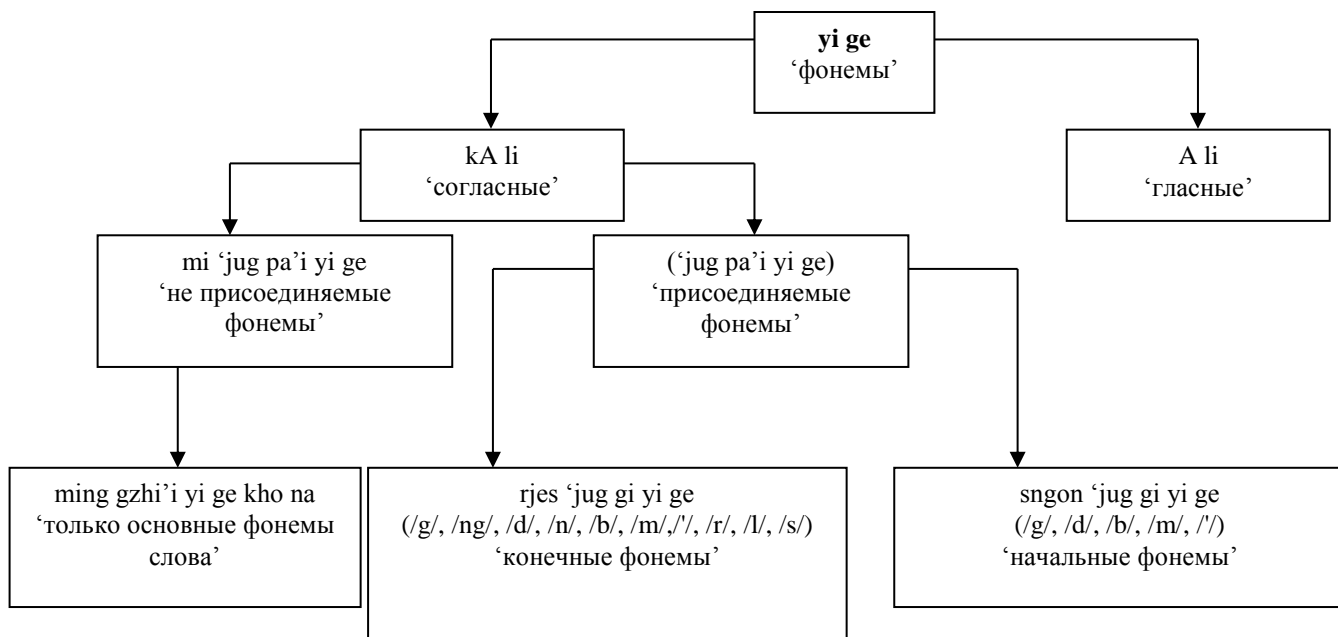 yi ge
‘фонемы’
kA li
‘согласные’
A li
‘гласные’
mi ‘jug pa’i yi ge
‘не присоединяемые
фонемы’
(‘jug pa’i yi ge)
‘присоединяемые
фонемы’
ming gzhi’i yi ge kho na
‘только основные фонемы
слова’
rjes ‘jug gi yi ge
(/g/, /ng/, /d/, /n/, /b/, /m/,/'/, /r/, /l/, /s/)
‘конечные фонемы’
sngon ‘jug gi yi ge
(/g/, /d/, /b/, /m/, /'/)
‘начальные фонемы’